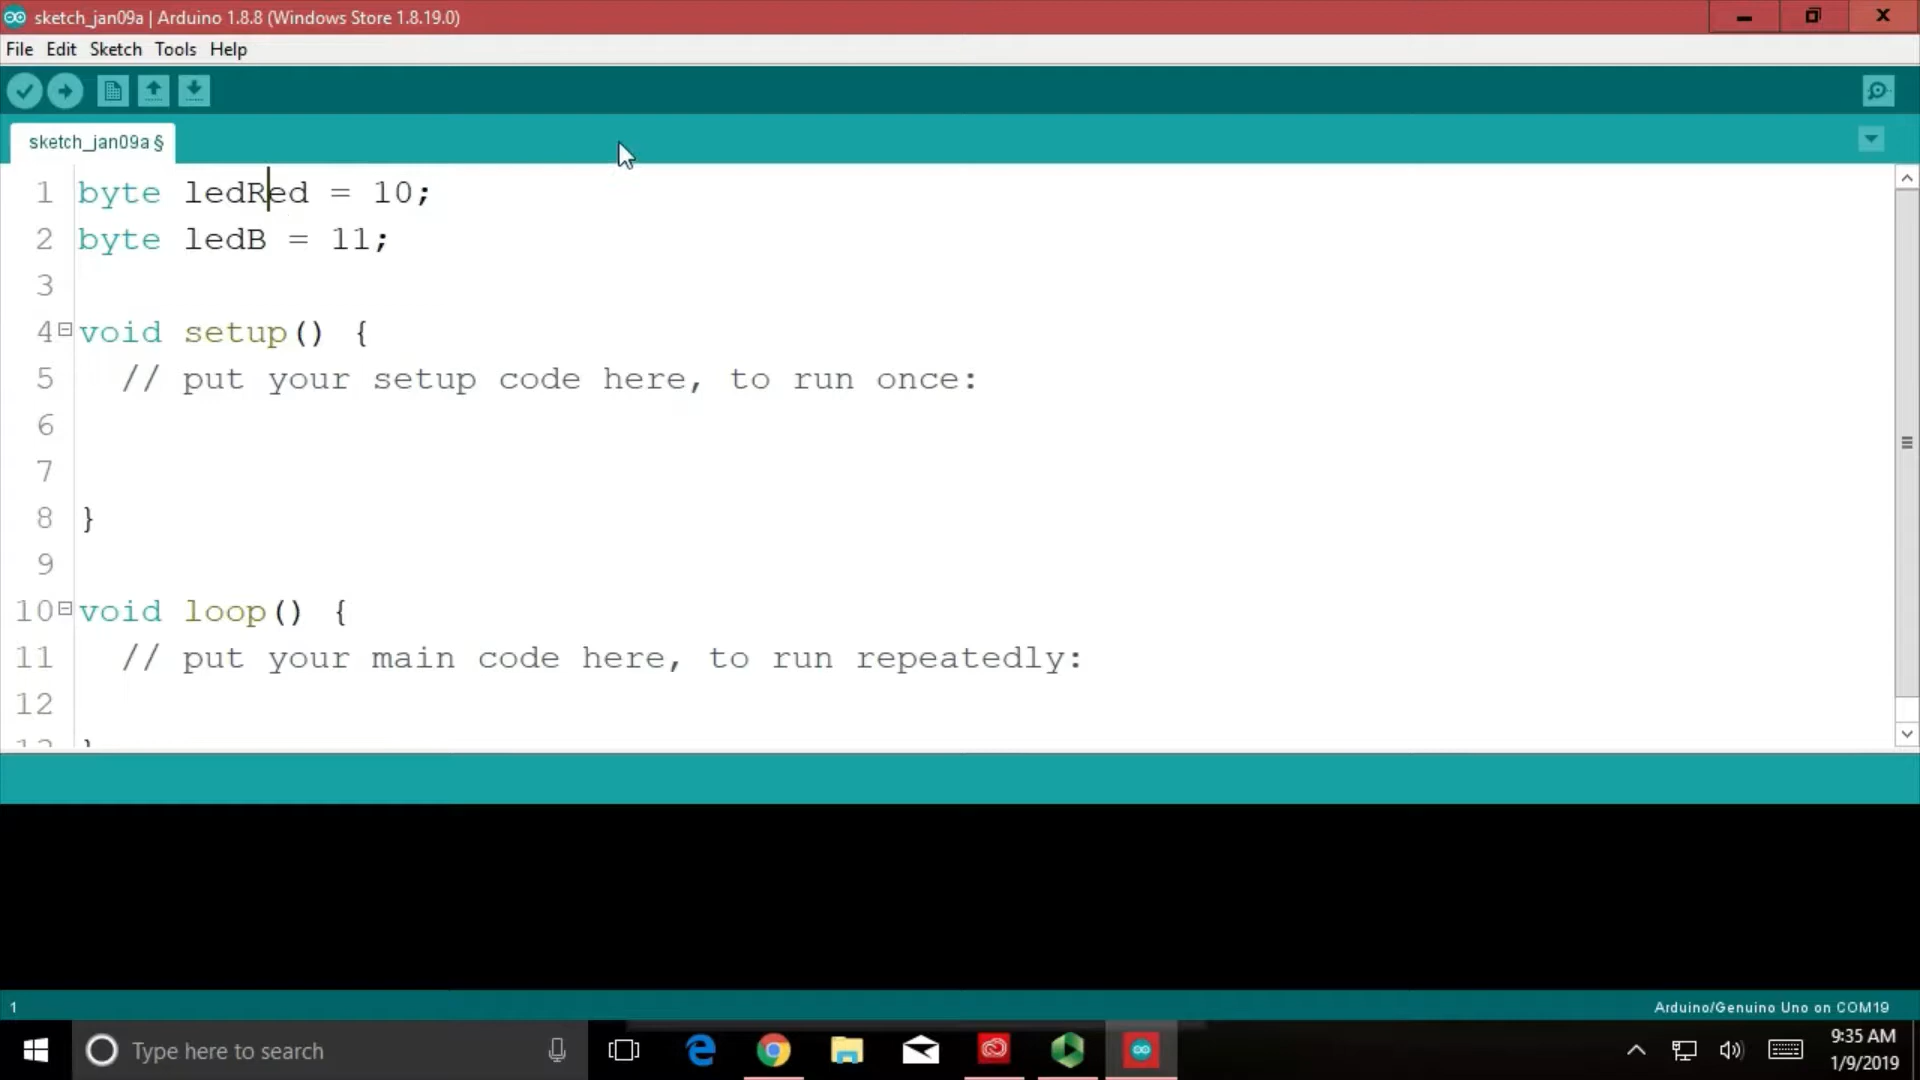 sketch_jan09a | Arduino 1.8.8 (Windows Store 1.8.19.0)
File Edit Sketch Tools Help
sketch_jan09a §
1 byte ledRed = 10;
2 byte ledB = 11;
3
4 void setup() {
5 // put your setup code here, to run once:
6
7
8 }
9
10 void loop() {
11 // put your main code here, to run repeatedly:
12
13 }
1
Arduino/Genuino Uno on COM19
Type here to search
9:35 AM
1/9/2019